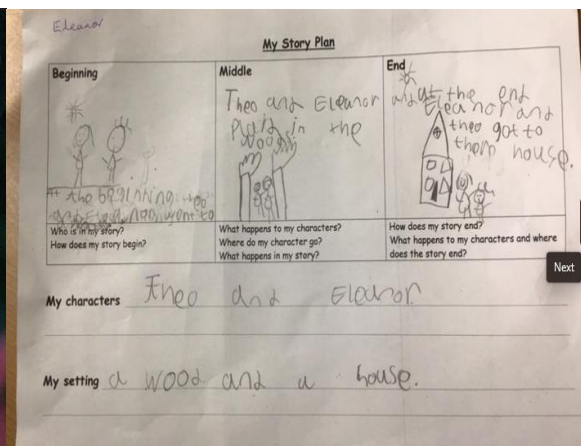 Eleanor
My Story Plan
Beginning
At the beginning
and Eleanor went to
Who is in my story?
How does my story begin?
Middle
Theo and Eleanor
in the
woods
What happens to my characters?
Where do my character go?
What happens in my story?
End
and at the end
Eleanor and
theo got to
house.
How does my story end?
What happens to my characters and where
does the story end?
Next
My characters Theo and Eleanor
My setting a wood and a house.